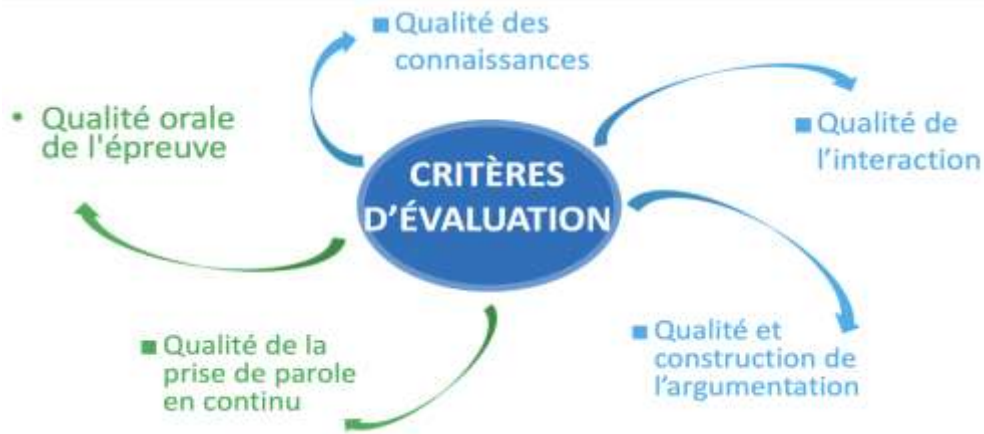 ■ Qualité des
connaissances
• Qualité orale
de l'épreuve
■ Qualité de
l'interaction
CRITÈRES
D'ÉVALUATION
■ Qualité de la
prise de parole
en continu
■ Qualité et
construction de
l'argumentation